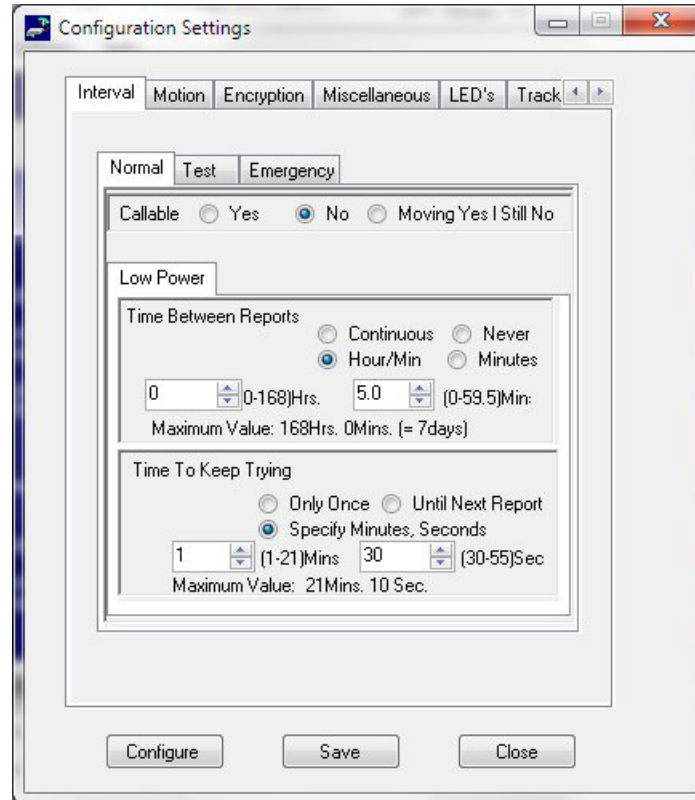 Configuration Settings
Interval Motion Encryption Miscellaneous LED's Track
Normal Test Emergency
Callable Yes No Moving Yes I Still No
Low Power
Time Between Reports
Continuous Never
Hour/Min Minutes
0 0-168)Hrs. 5.0 (0-59.5)Min:
Maximum Value: 168Hrs. 0Mins. (= 7days)
Time To Keep Trying
Only Once Until Next Report
Specify Minutes, Seconds
1 (1-21)Mins 30 (30-55)Sec
Maximum Value: 21Mins. 10 Sec.
Configure Save Close